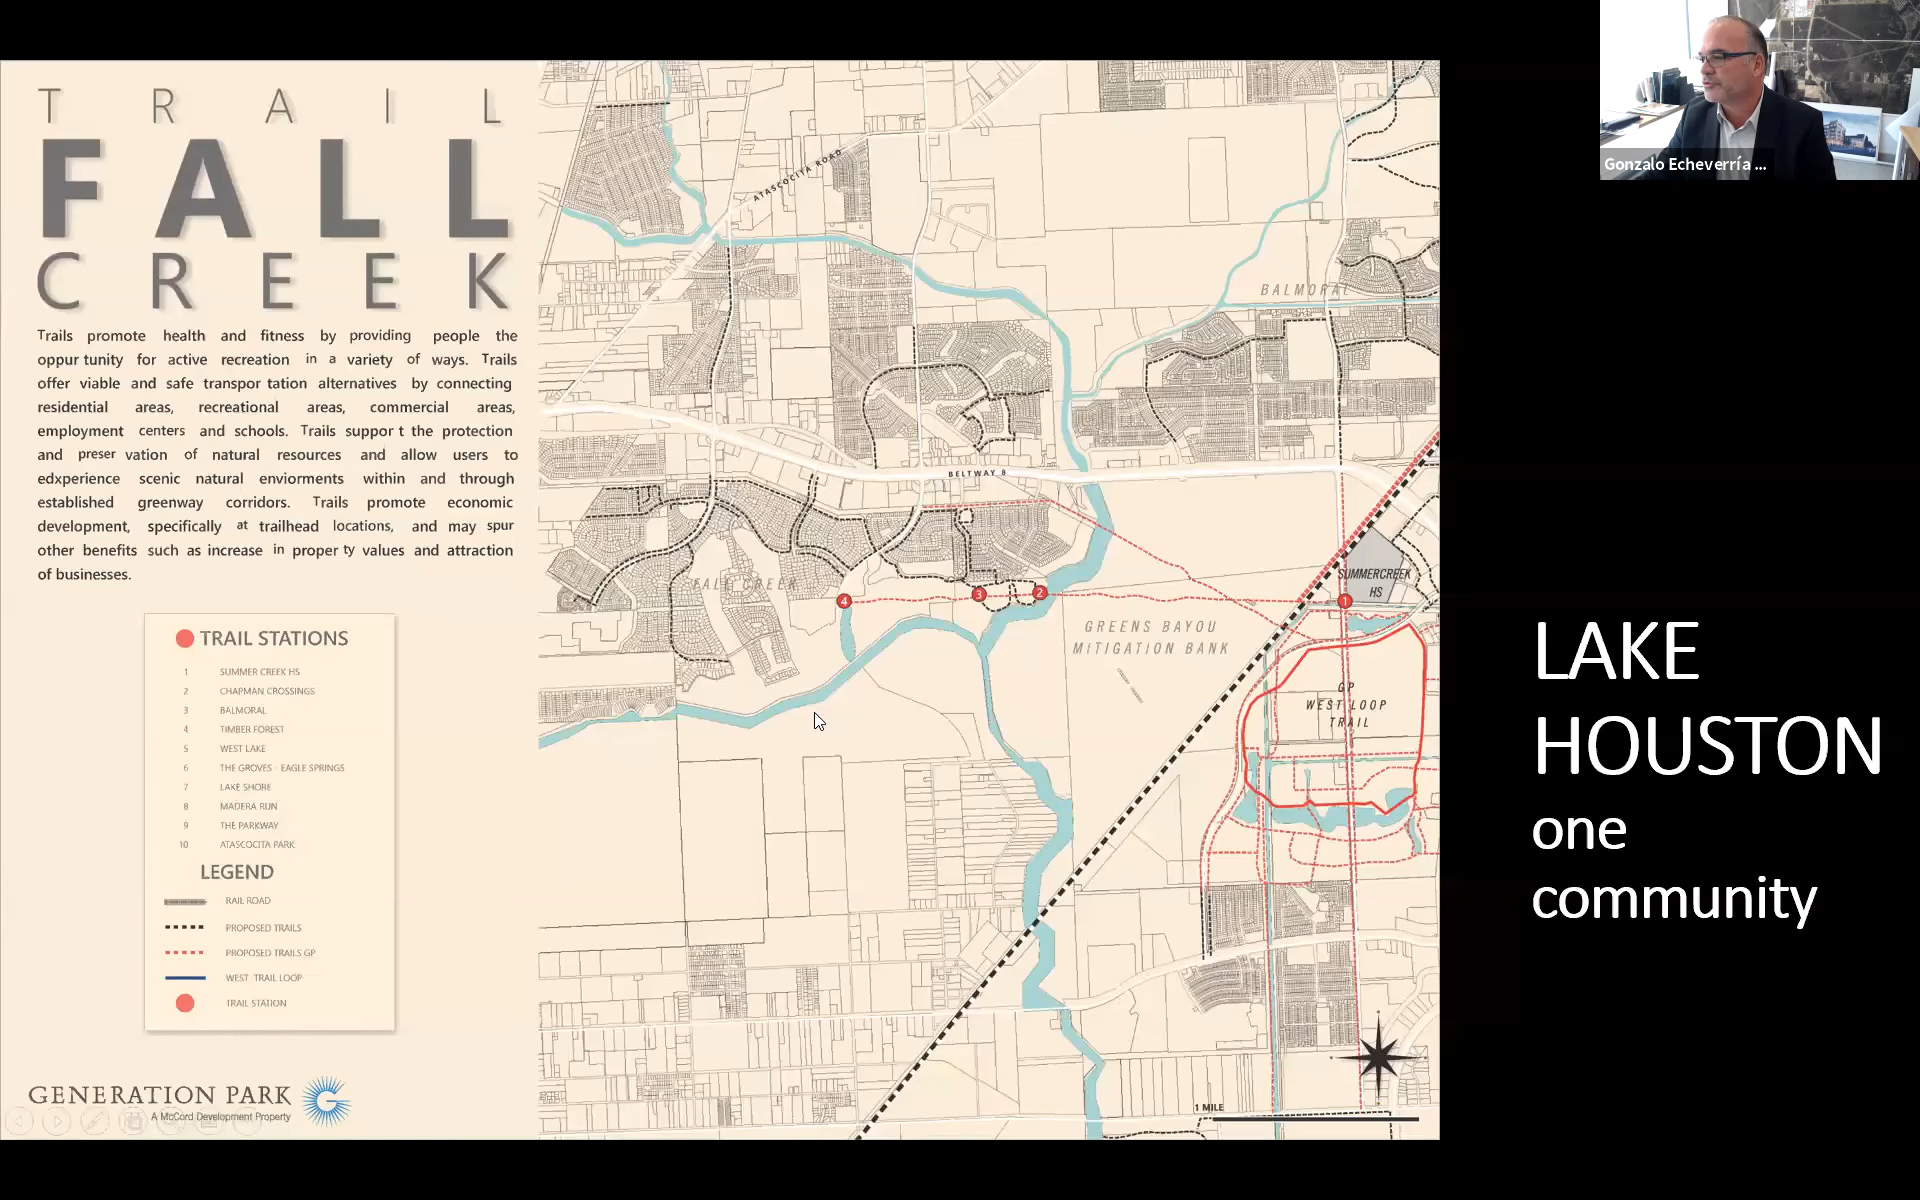 TRAIL
FALL
CREEK
Trails promote health and fitness by providing people the
oppur tunity for active recreation in a variety of ways. Trails
offer viable and safe transpor tation alternatives by connecting
residential areas, recreational areas, commercial areas,
employment centers and schools. Trails suppor t the protection
and preser vation of natural resources and allow users to
edxperience scenic natural enviorments within and through
established greenway corridors. Trails promote economic
development, specifically at trailhead locations, and may spur
other benefits such as increase in proper ty values and attraction
of businesses.
TRAIL STATIONS
1 SUMMER CREEK HS
2 CHAPMAN CROSSINGS
3 BALMORAL
4 TIMBER FOREST
5 WEST LAKE
6 THE GROVES - EAGLE SPRINGS
7 LAKE SHORE
8 MADERA RUN
9 THE PARKWAY
10 ATASCOCITA PARK
LEGEND
RAIL ROAD
PROPOSED TRAILS
PROPOSED TRAILS GP
WEST TRAIL LOOP
TRAIL STATION
GENERATION PARK
A McCord Development Property
ATASCOCITA ROAD
BALMORAL
BELTWAY 8
FALL CREEK
4
3
2
1
SUMMERCREEK
HS
GREENS BAYOU
MITIGATION BANK
GP
WEST LOOP
TRAIL
1 MILE
Gonzalo Echeverría ...
LAKE
HOUSTON
one
community